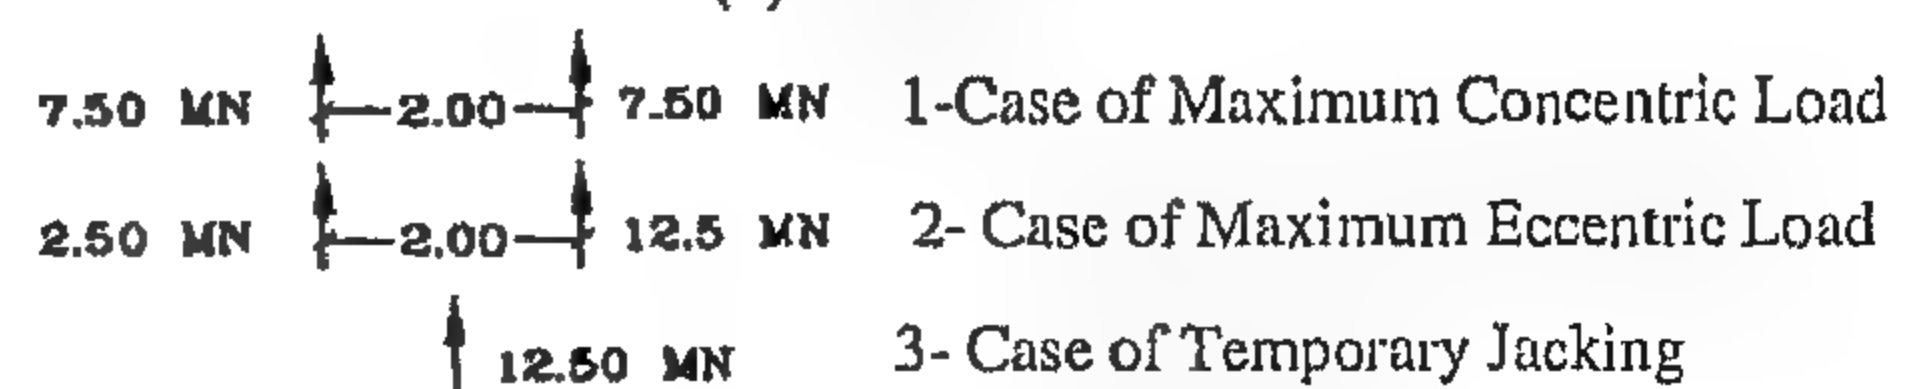 7.50 MN 2.00 7.50 MN 1-Case of Maximum Concentric Load
2.50 MN 2.00 12.5 MN 2- Case of Maximum Eccentric Load
12.50 MN 3- Case of Temporary Jacking